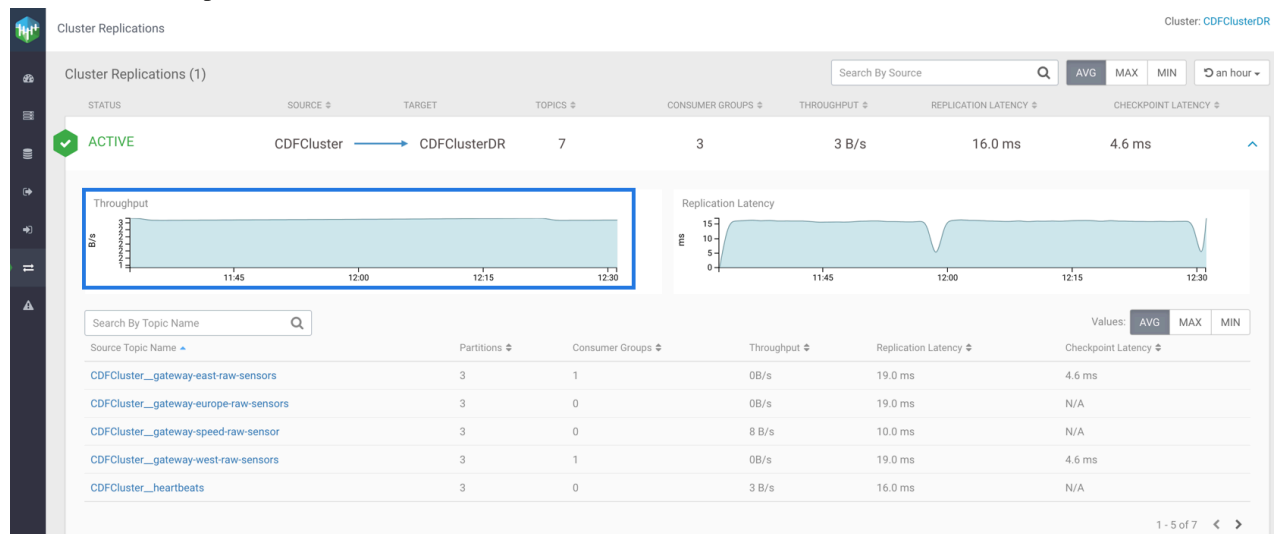 Cluster Replications
Cluster: CDFClusterDR
Cluster Replications (1)
Search By Source
AVG MAX MIN
an hour
STATUS SOURCE TARGET TOPICS CONSUMER GROUPS THROUGHPUT REPLICATION LATENCY CHECKPOINT LATENCY
ACTIVE CDFCluster CDFClusterDR 7 3 3 B/s 16.0 ms 4.6 ms
Throughput
B/s
3
3
2
2
2
2
1
11:45 12:00 12:15 12:30
Replication Latency
ms
15
10
5
0
11:45 12:00 12:15 12:30
Search By Topic Name
Values: AVG MAX MIN
Source Topic Name Partitions Consumer Groups Throughput Replication Latency Checkpoint Latency
CDFCluster__gateway-east-raw-sensors 3 1 0B/s 19.0 ms 4.6 ms
CDFCluster__gateway-europe-raw-sensors 3 0 0B/s 19.0 ms N/A
CDFCluster__gateway-speed-raw-sensor 3 0 8 B/s 10.0 ms N/A
CDFCluster__gateway-west-raw-sensors 3 1 0B/s 19.0 ms 4.6 ms
CDFCluster__heartbeats 3 0 3 B/s 16.0 ms N/A
1 - 5 of 7